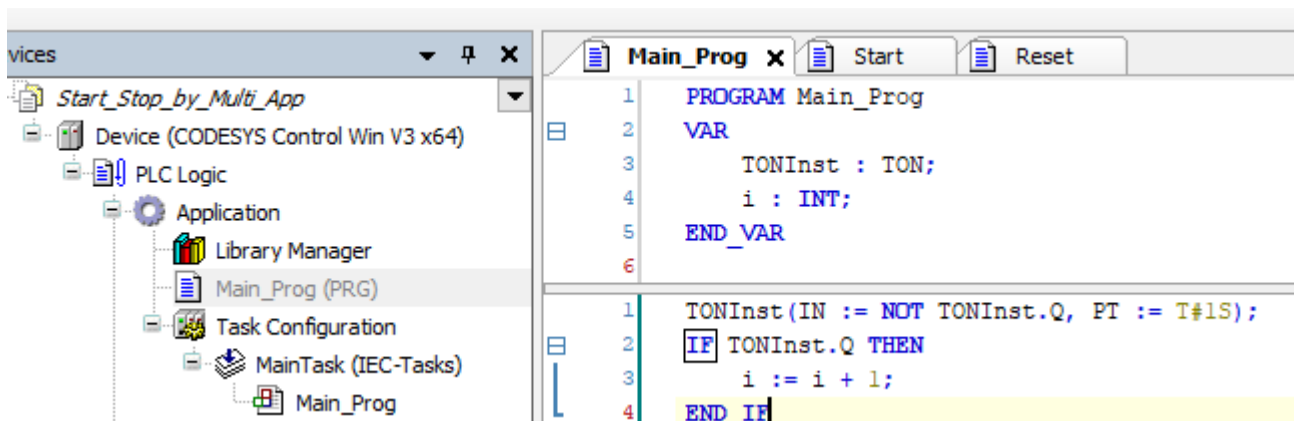 vices
Start_Stop_by_Multi_App
Device (CODESYS Control Win V3 x64)
PLC Logic
Application
Library Manager
Main_Prog (PRG)
Task Configuration
MainTask (IEC-Tasks)
Main_Prog
Main_Prog Start Reset
1 PROGRAM Main_Prog
2 VAR
3 TONInst : TON;
4 i : INT;
5 END_VAR
6
1 TONInst(IN := NOT TONInst.Q, PT := T#1S);
2 IF TONInst.Q THEN
3 i := i + 1;
4 END_IF